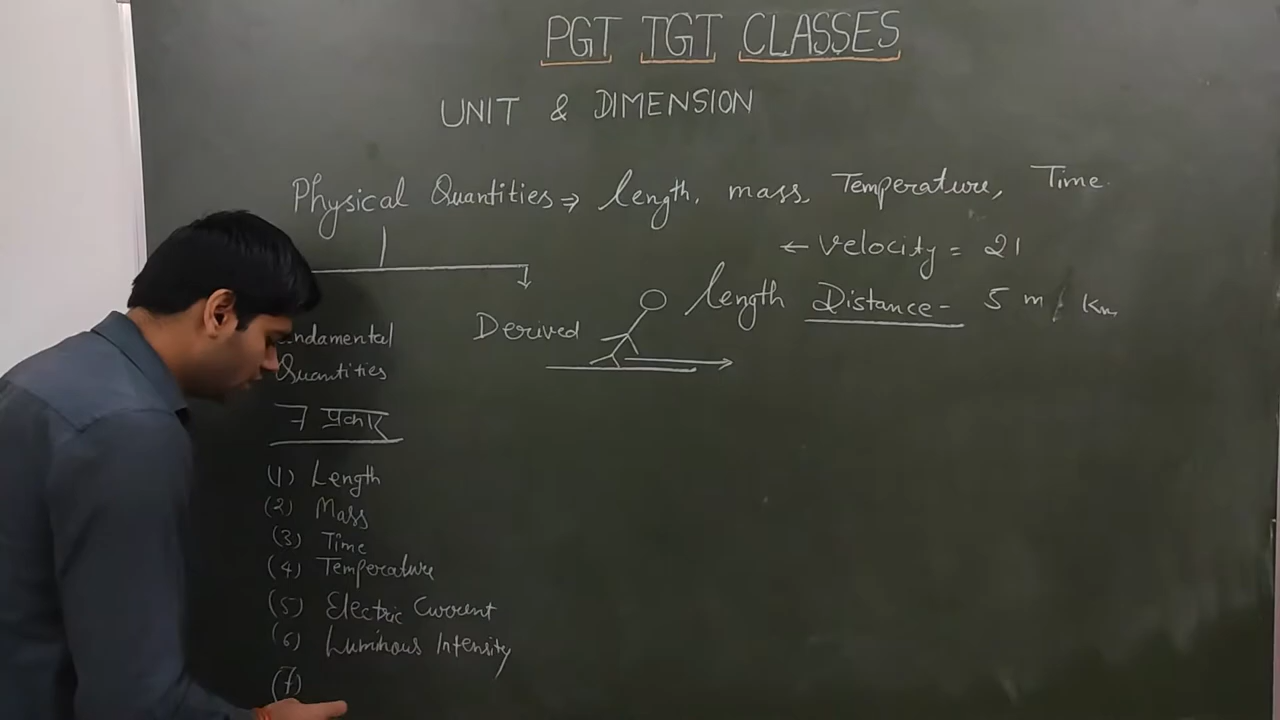 PGT TGT CLASSES
UNIT & DIMENSION
Physical Quantities ⇒ length, mass, Temperature, Time.
← Velocity = 21
length Distance - 5 m / Km
Derived
ndamental
Quantities
7 प्रकार
(1) Length
(2) Mass
(3) Time
(4) Temperature
(5) Electric Current
(6) Luminous Intensity
(7)